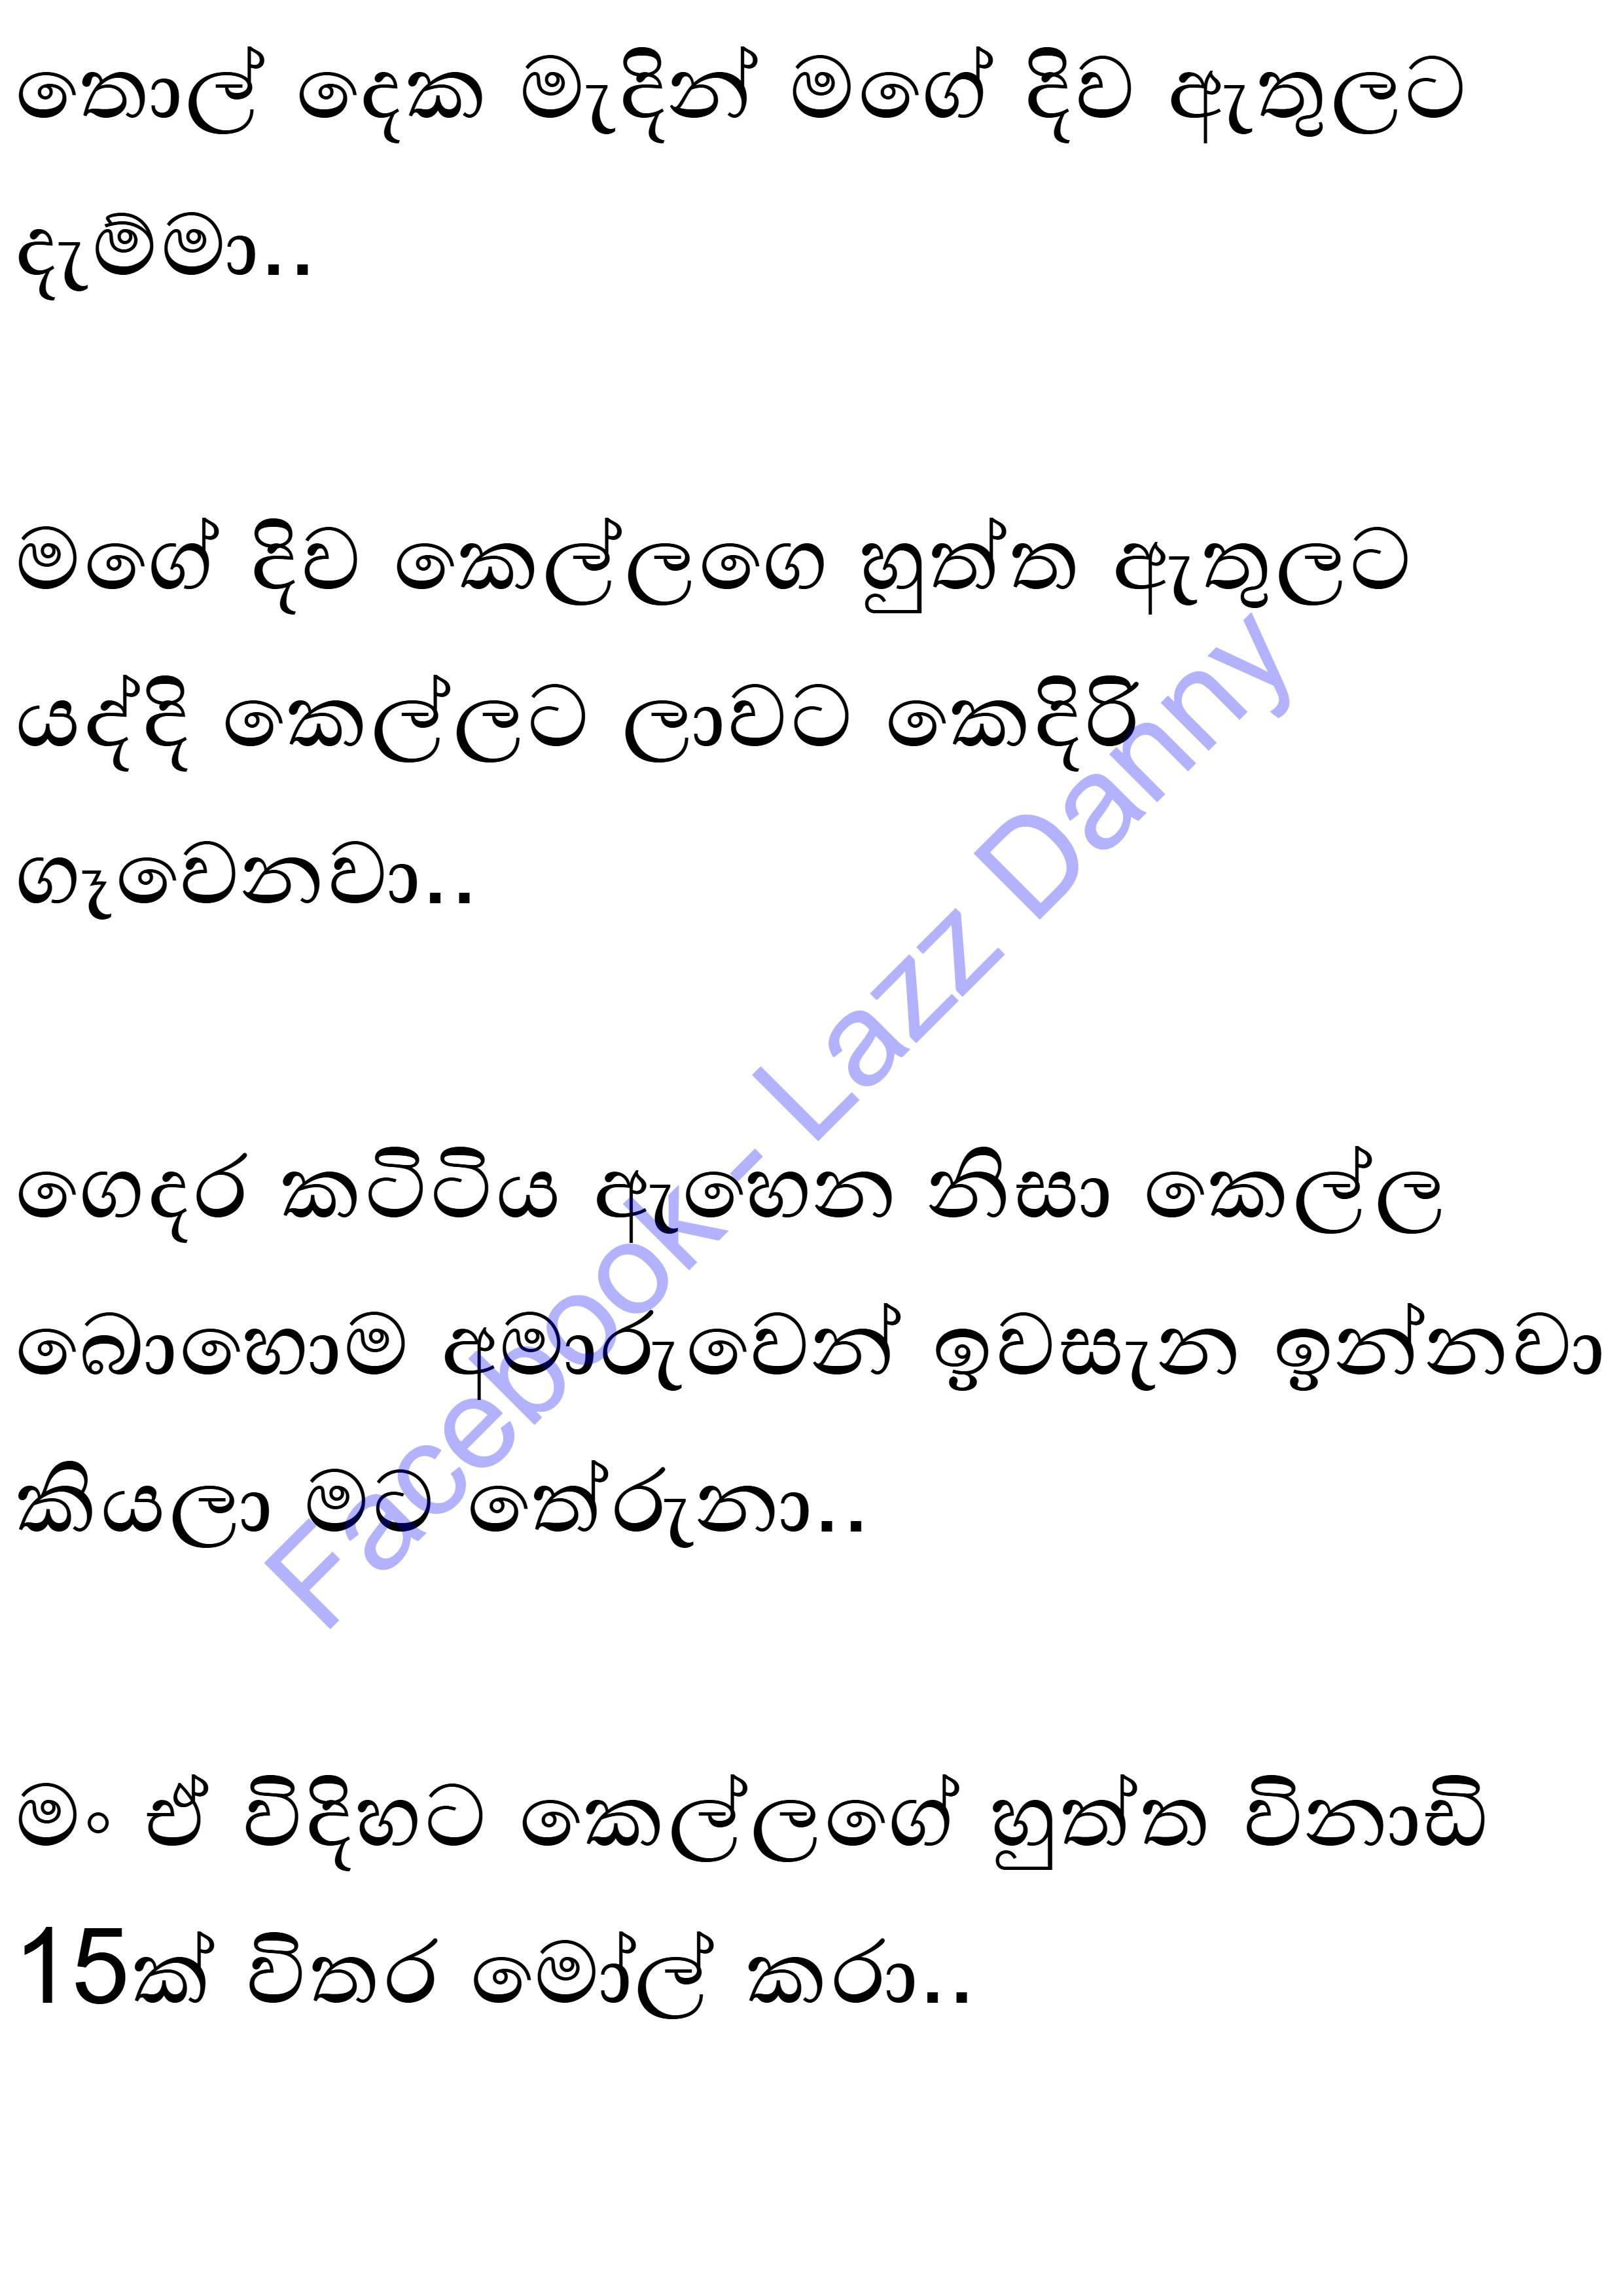 තොල් දෙක මැදින් මගේ දිව ඇතුලට
දැම්මා..
මගේ දිව කෙල්ලගෙ හුත්ත ඇතුලට
යද්දි කෙල්ලට ලාවට කෙදිරි
ගෑවෙනවා..
ගෙදර කට්ටිය ඇහෙන නිසා කෙල්ල
බොහොම අමාරුවෙන් ඉවසැන ඉන්නවා
කියලා මට තේරුනා..
මං ඒ විදිහට කෙල්ලගේ හුත්ත විනාඩි
15ක් විතර මෝල් කරා..
Facebook- Lazz Danny